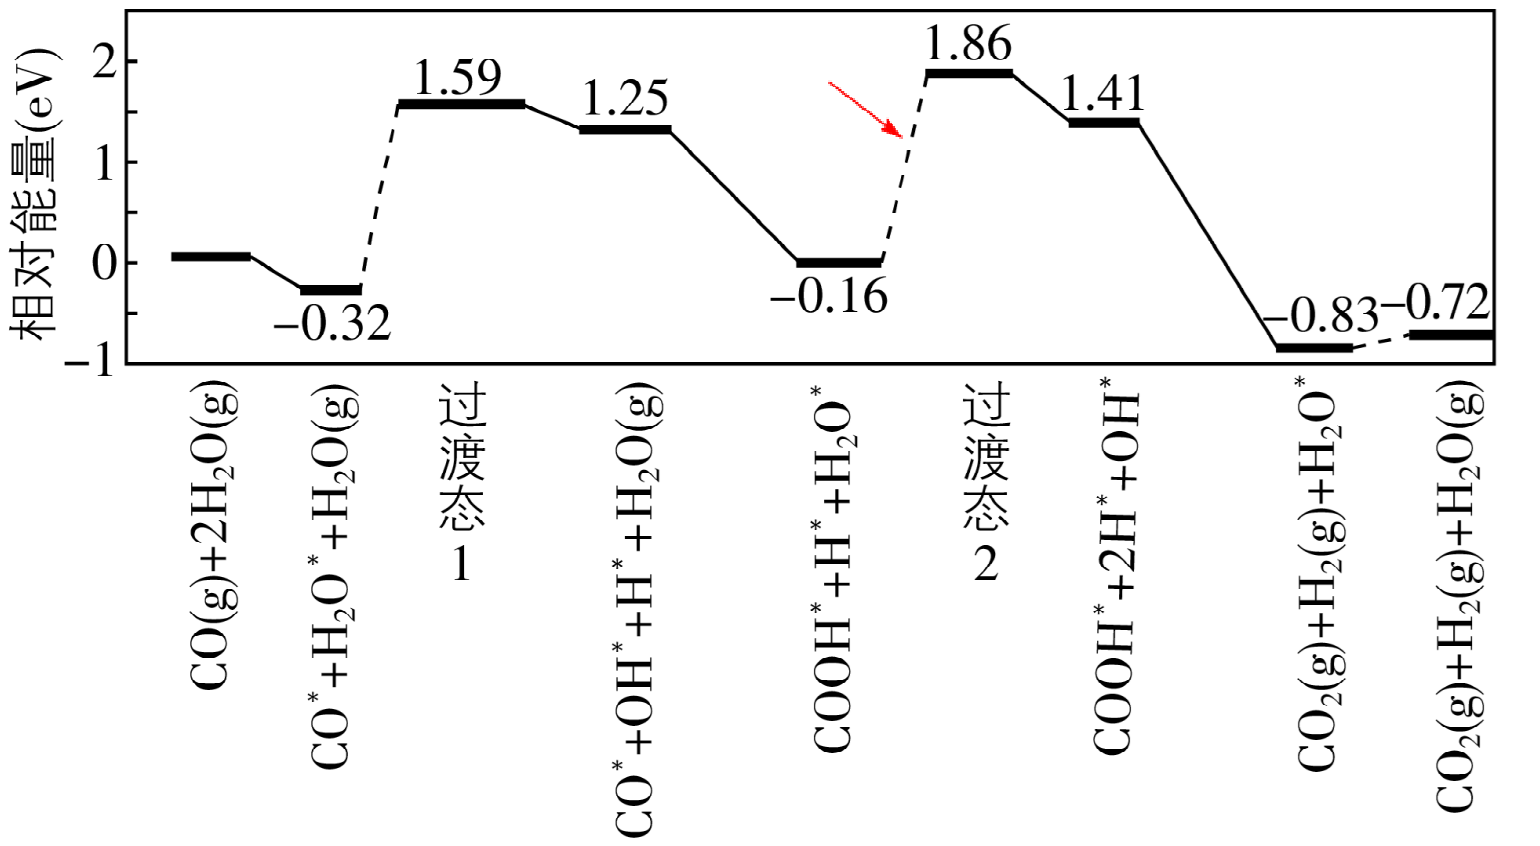 相对能量(eV)
2
1
0
−1
1.59
1.25
1.86
1.41
−0.32
−0.16
−0.83
−0.72
CO(g)+2H₂O(g)
CO*+H₂O*+H₂O(g)
过渡态1
CO*+OH*+H*+H₂O(g)
COOH*+H*+H₂O*
过渡态2
COOH*+2H*+OH*
CO₂(g)+H₂(g)+H₂O*
CO₂(g)+H₂(g)+H₂O(g)